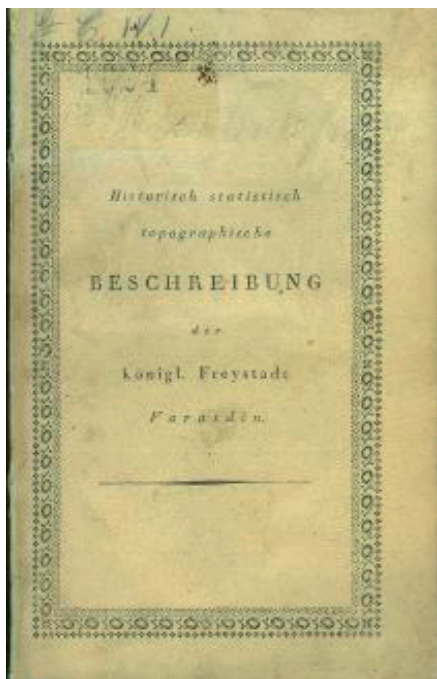 Historisch statistisch
topographische
BESCHREIBUNG
der
königl. Freystadt
Varasdin.